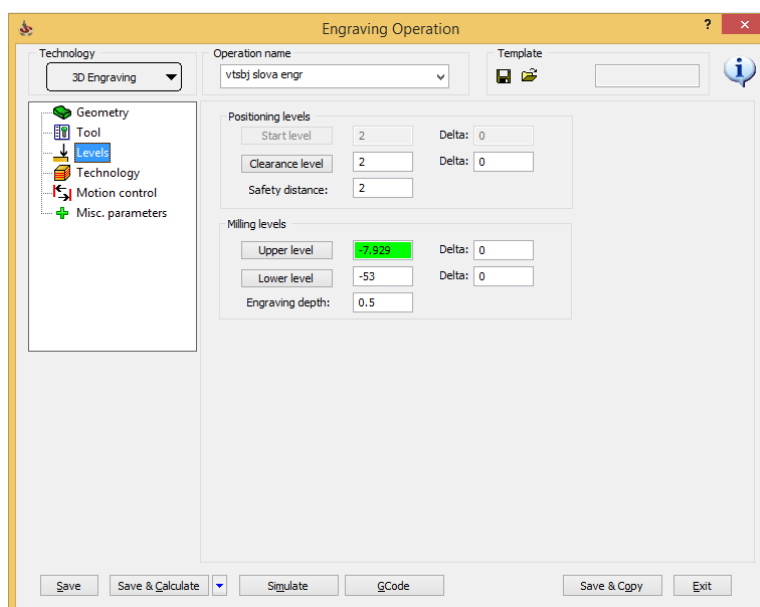 Engraving Operation
?
Technology
3D Engraving
Operation name
vtsbj slova engr
Template
Geometry
Tool
Levels
Technology
Motion control
Misc. parameters
Positioning levels
Start level 2 Delta: 0
Clearance level 2 Delta: 0
Safety distance: 2
Milling levels
Upper level -7.929 Delta: 0
Lower level -53 Delta: 0
Engraving depth: 0.5
Save Save & Calculate Simulate GCode Save & Copy Exit